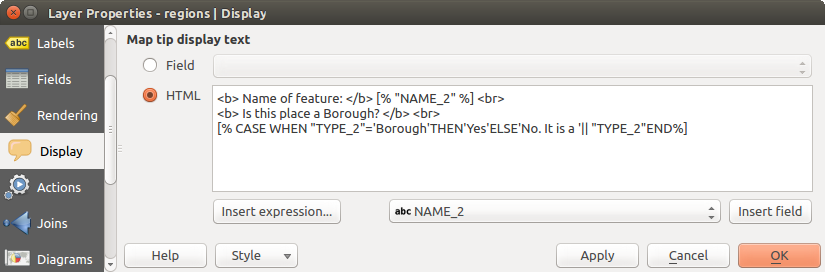 Layer Properties - regions | Display
Labels
Fields
Rendering
Display
Actions
Joins
Diagrams
Map tip display text
Field
HTML
<b> Name of feature: </b> [% "NAME_2" %] <br>
<b> Is this place a Borough? </b> <br>
[% CASE WHEN "TYPE_2"='Borough'THEN'Yes'ELSE'No. It is a '|| "TYPE_2"END%]
Insert expression...
abc NAME_2
Insert field
Help
Style
Apply
Cancel
OK